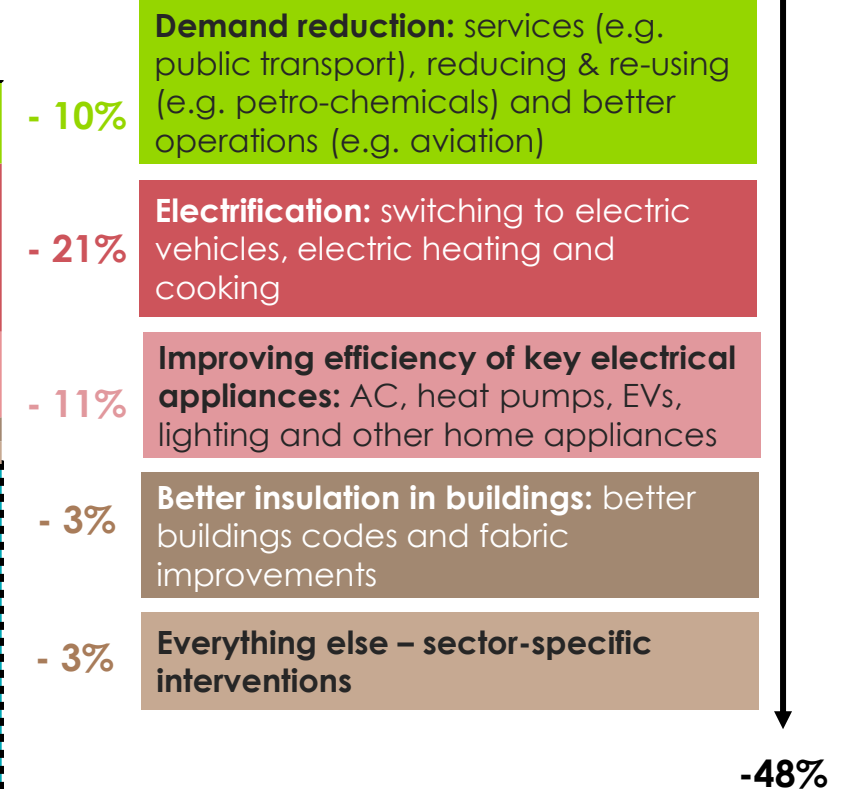 Demand reduction: services (e.g.
public transport), reducing & re-using
(e.g. petro-chemicals) and better
operations (e.g. aviation)
- 10%
Electrification: switching to electric
vehicles, electric heating and
cooking
- 21%
Improving efficiency of key electrical
appliances: AC, heat pumps, EVs,
lighting and other home appliances
- 11%
Better insulation in buildings: better
buildings codes and fabric
improvements
- 3%
Everything else – sector-specific
interventions
- 3%
-48%